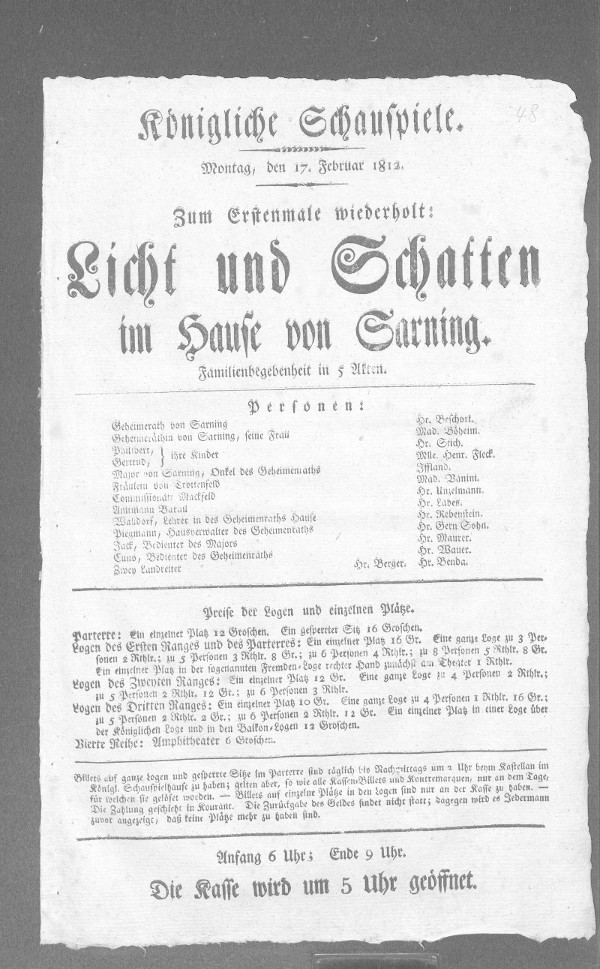 48
Königliche Schauspiele.
Montag, den 17. Februar 1812.
Zum Erstenmale wiederholt:
Licht und Schatten
im Hause von Sarning.
Familienbegebenheit in 5 Akten.
Personen:
Geheimerath von Sarning Hr. Beschort.
Geheimeräthin von Sarning, seine Frau Mad. Böheim.
Philibert, } ihre Kinder Hr. Stich.
Gertrud, Mlle. Henr. Fleck.
Major von Sarning, Onkel des Geheimenraths Iffland.
Fräulein von Trottenfeld Mad. Vanini.
Commissionair Mackfeld Hr. Unzelmann.
Amtmann Hr. Labes.
Walldorf, Lehrer in des Geheimenraths Hause Hr. Rebenstein.
Piegmann, Hausverwalter des Geheimenraths Hr. Gern Sohn.
Jack, Bedienter des Majors Hr. Maurer.
Cuno, Bedienter des Geheimenraths Hr. Wauer.
Zwey Landreiter Hr. Berger. Hr. Benda.
Preise der Logen und einzelnen Plätze.
Parterre: Ein einzelner Platz 12 Groschen. Ein gesperrter Sitz 16 Groschen.
Logen des Ersten Ranges und des Parterres: Ein einzelner Platz 16 Gr. Eine ganze Loge zu 3 Per-
sonen 2 Rthlr.; zu 5 Personen 3 Rthlr. 8 Gr.; zu 6 Personen 4 Rthlr.; zu 8 Personen 5 Rthlr. 8 Gr.
Ein einzelner Platz in der sogenannten Fremden-Loge rechter Hand zunächst am Theater 1 Rthlr.
Logen des Zweyten Ranges: Ein einzelner Platz 12 Gr. Eine ganze Loge zu 4 Personen 2 Rthlr.;
zu 5 Personen 2 Rthlr. 12 Gr.; zu 6 Personen 3 Rthlr.
Logen des Dritten Ranges: Ein einzelner Platz 10 Gr. Eine ganze Loge zu 4 Personen 1 Rthlr. 16 Gr.;
zu 5 Personen 2 Rthlr. 2 Gr.; zu 6 Personen 2 Rthlr. 12 Gr. Ein einzelner Platz in einer Loge über
der Königlichen Loge und in den Balkon-Logen 12 Groschen.
Vierte Reihe: Amphitheater 6 Groschen.
Billets auf ganze Logen und gesperrte Sitze im Parterre sind täglich bis Nachmittags um 2 Uhr beym Kastellan im
Königl. Schauspielhause zu haben; gelten aber, so wie alle Kassen-Billets und Kontremarquen, nur an dem Tage,
für welchen sie gelöset worden. — Billets auf einzelne Plätze in den Logen sind nur an der Kasse zu haben. —
Die Zahlung geschieht in Kourant. Die Zurückgabe des Geldes findet nicht statt; dagegen wird es Jedermann
zuvor angezeigt, daß keine Plätze mehr zu haben sind.
Anfang 6 Uhr; Ende 9 Uhr.
Die Kasse wird um 5 Uhr geöffnet.